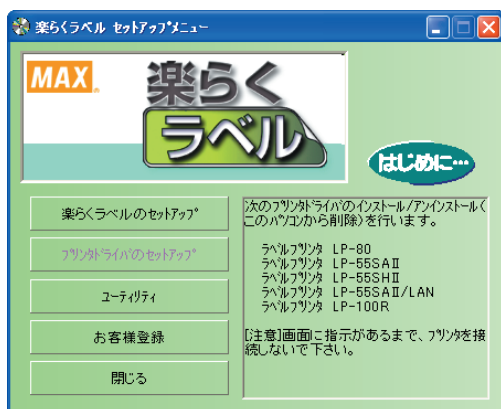 楽らくラベル セットアップメニュー
MAX.
楽らく
ラベル
はじめに…
楽らくラベルのセットアップ
プリンタドライバのセットアップ
ユーティリティ
お客様登録
閉じる
次のプリンタドライバのインストール/アンインストール(
このパソコンから削除)を行います。
ラベルプリンタ LP-80
ラベルプリンタ LP-55SAⅡ
ラベルプリンタ LP-55SHⅡ
ラベルプリンタ LP-55SAⅡ/LAN
ラベルプリンタ LP-100R
[注意]画面に指示があるまで、プリンタを接
続しないで下さい。